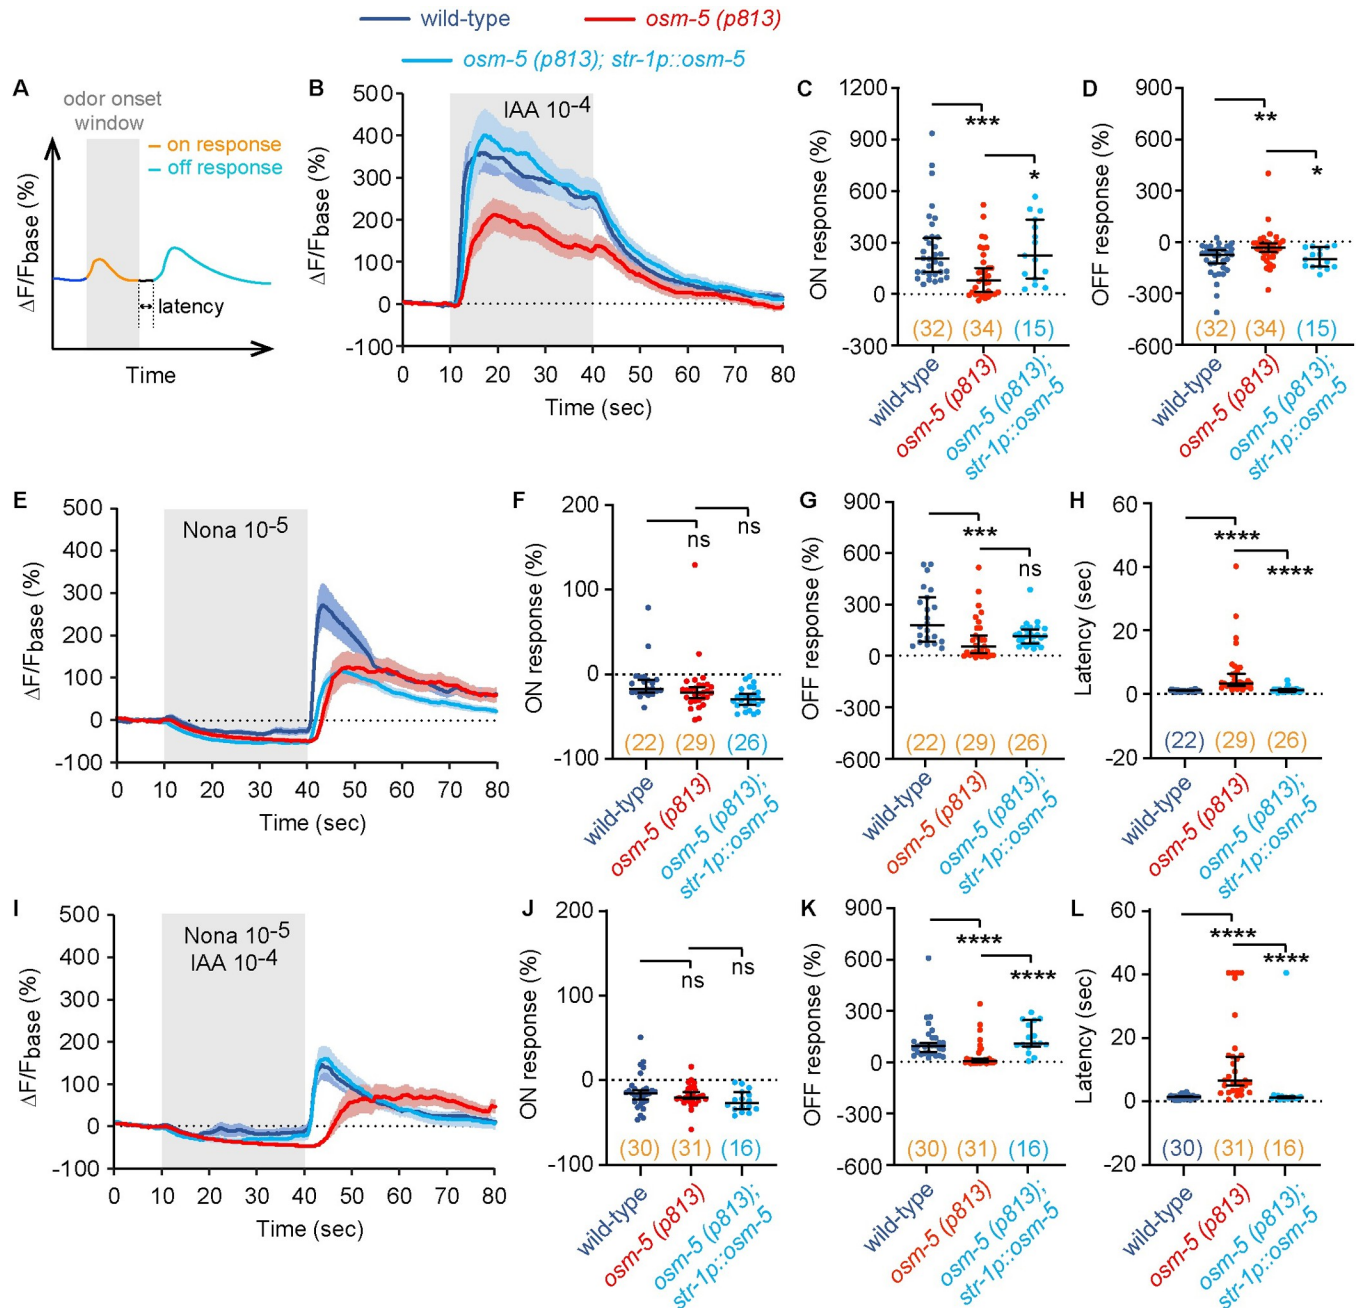 wild-type
osm-5 (p813)
osm-5 (p813); str-1p::osm-5
A
odor onset
window
on response
off response
ΔF/Fbase (%)
latency
Time
B
IAA 10-4
ΔF/Fbase (%)
500
400
300
200
100
0
-100
0 10 20 30 40 50 60 70 80
Time (sec)
C
ON response (%)
1200
900
600
300
0
-300
***
*
(32) (34) (15)
wild-type
osm-5 (p813)
osm-5 (p813);
str-1p::osm-5
D
OFF response (%)
900
600
300
0
-300
-600
**
*
(32) (34) (15)
wild-type
osm-5 (p813)
osm-5 (p813);
str-1p::osm-5
E
Nona 10-5
ΔF/Fbase (%)
500
400
300
200
100
0
-100
0 10 20 30 40 50 60 70 80
Time (sec)
F
ON response (%)
200
100
0
-100
ns
ns
(22) (29) (26)
wild-type
osm-5 (p813)
osm-5 (p813);
str-1p::osm-5
G
OFF response (%)
900
600
300
0
-300
-600
***
ns
(22) (29) (26)
wild-type
osm-5 (p813)
osm-5 (p813);
str-1p::osm-5
H
Latency (sec)
60
40
20
0
-20
****
****
(22) (29) (26)
wild-type
osm-5 (p813)
osm-5 (p813);
str-1p::osm-5
I
Nona 10-5
IAA 10-4
ΔF/Fbase (%)
500
400
300
200
100
0
-100
0 10 20 30 40 50 60 70 80
Time (sec)
J
ON response (%)
200
100
0
-100
ns
ns
(30) (31) (16)
wild-type
osm-5 (p813)
osm-5 (p813);
str-1p::osm-5
K
OFF response (%)
900
600
300
0
-300
-600
****
****
(30) (31) (16)
wild-type
osm-5 (p813)
osm-5 (p813);
str-1p::osm-5
L
Latency (sec)
60
40
20
0
-20
****
****
(30) (31) (16)
wild-type
osm-5 (p813)
osm-5 (p813);
str-1p::osm-5